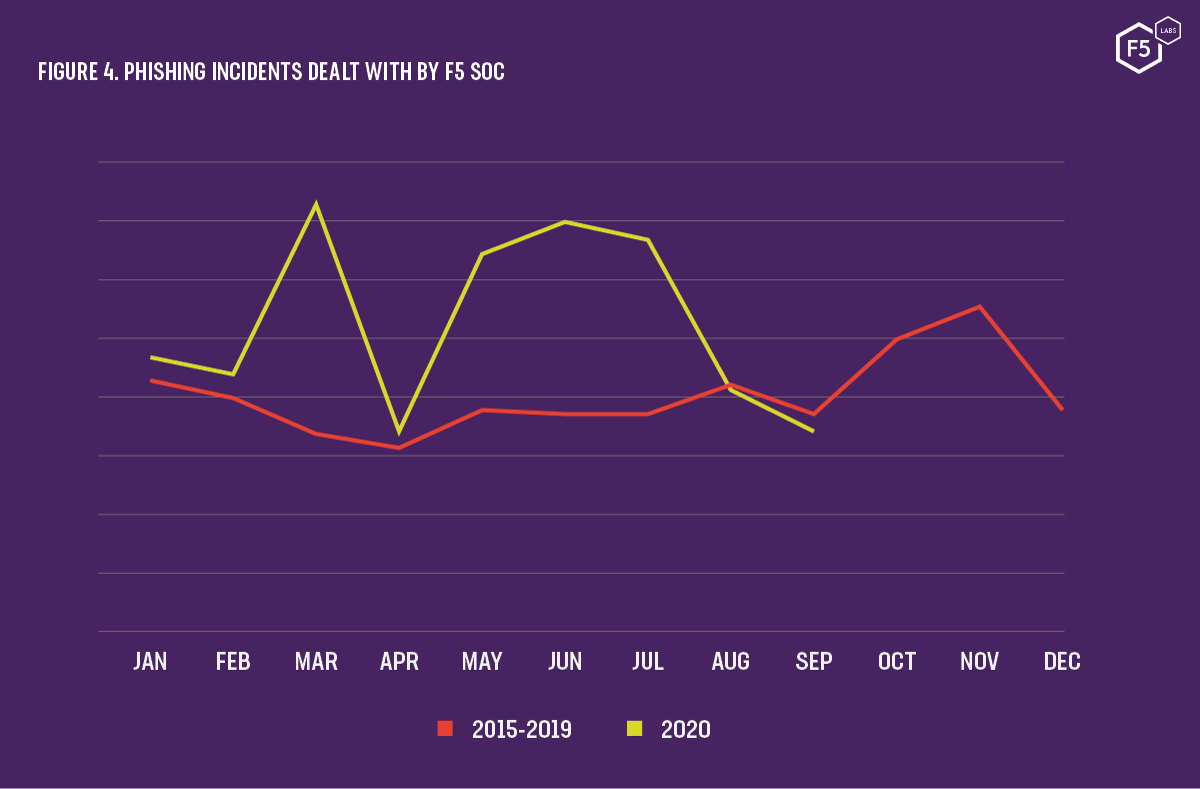 F5 LABS
FIGURE 4. PHISHING INCIDENTS DEALT WITH BY F5 SOC
JAN FEB MAR APR MAY JUN JUL AUG SEP OCT NOV DEC
2015-2019 2020